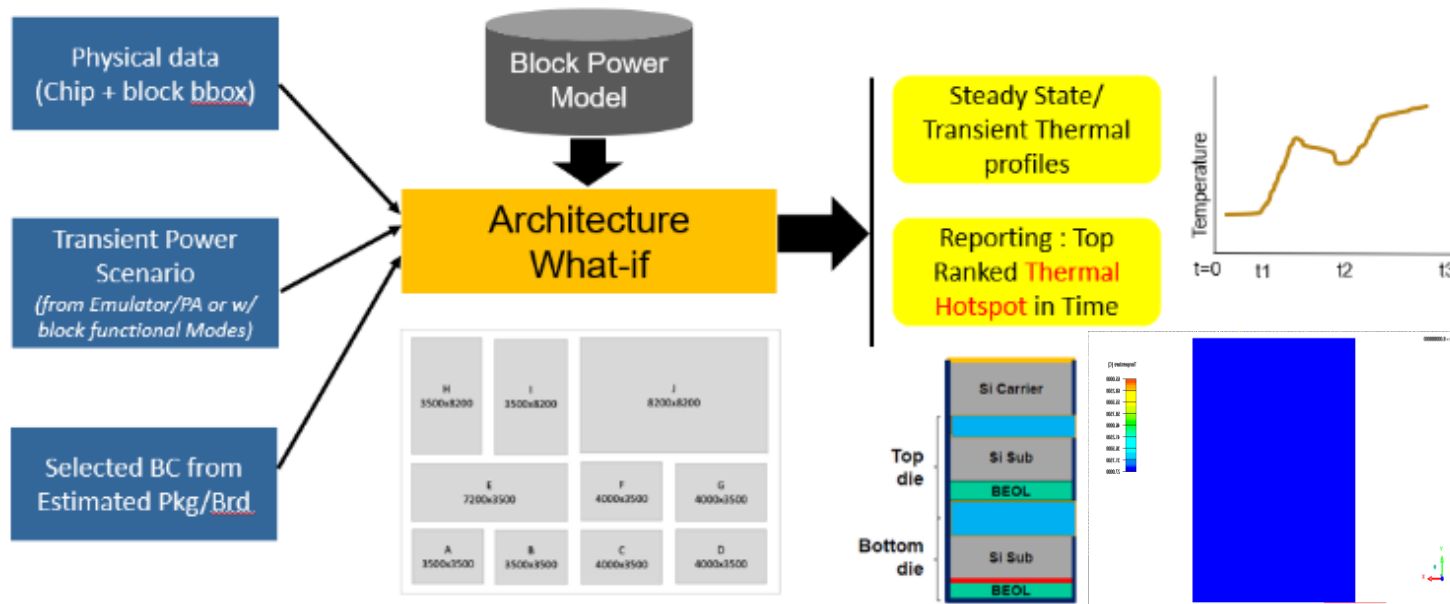 Physical data
(Chip + block bbox)
Transient Power
Scenario
(from Emulator/PA or w/
block functional Modes)
Selected BC from
Estimated Pkg/Brd
Block Power
Model
Architecture
What-if
Steady State/
Transient Thermal
profiles
Reporting : Top
Ranked Thermal
Hotspot in Time
Temperature
t=0
t1
t2
t3
H
3500x8200
I
3500x8200
J
8200x8200
E
7200x3500
F
4000x3500
G
4000x3500
A
3500x3500
B
3500x3500
C
4000x3500
D
4000x3500
Si Carrier
Top
die
Si Sub
BEOL
Bottom
die
Si Sub
BEOL